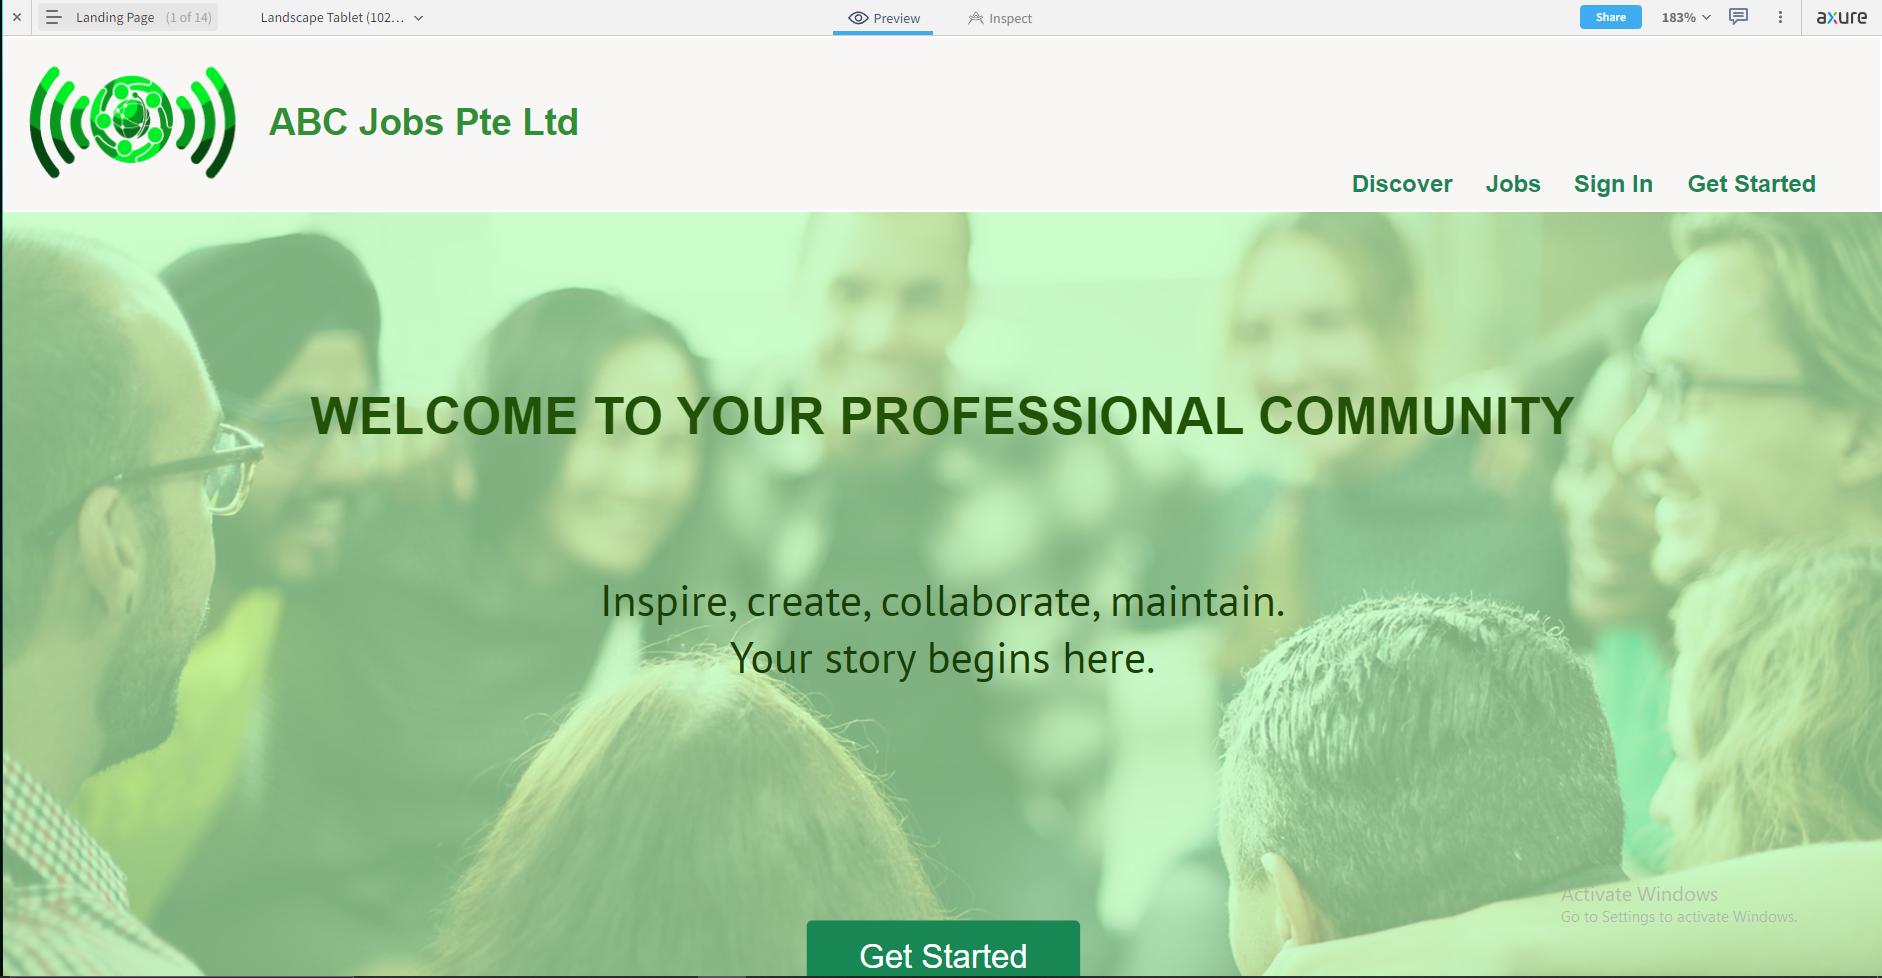 Landing Page (1 of 14) Landscape Tablet (102... Preview Inspect Share 183% axure
ABC Jobs Pte Ltd
Discover Jobs Sign In Get Started
WELCOME TO YOUR PROFESSIONAL COMMUNITY
Inspire, create, collaborate, maintain.
Your story begins here.
Activate Windows
Go to Settings to activate Windows.
Get Started